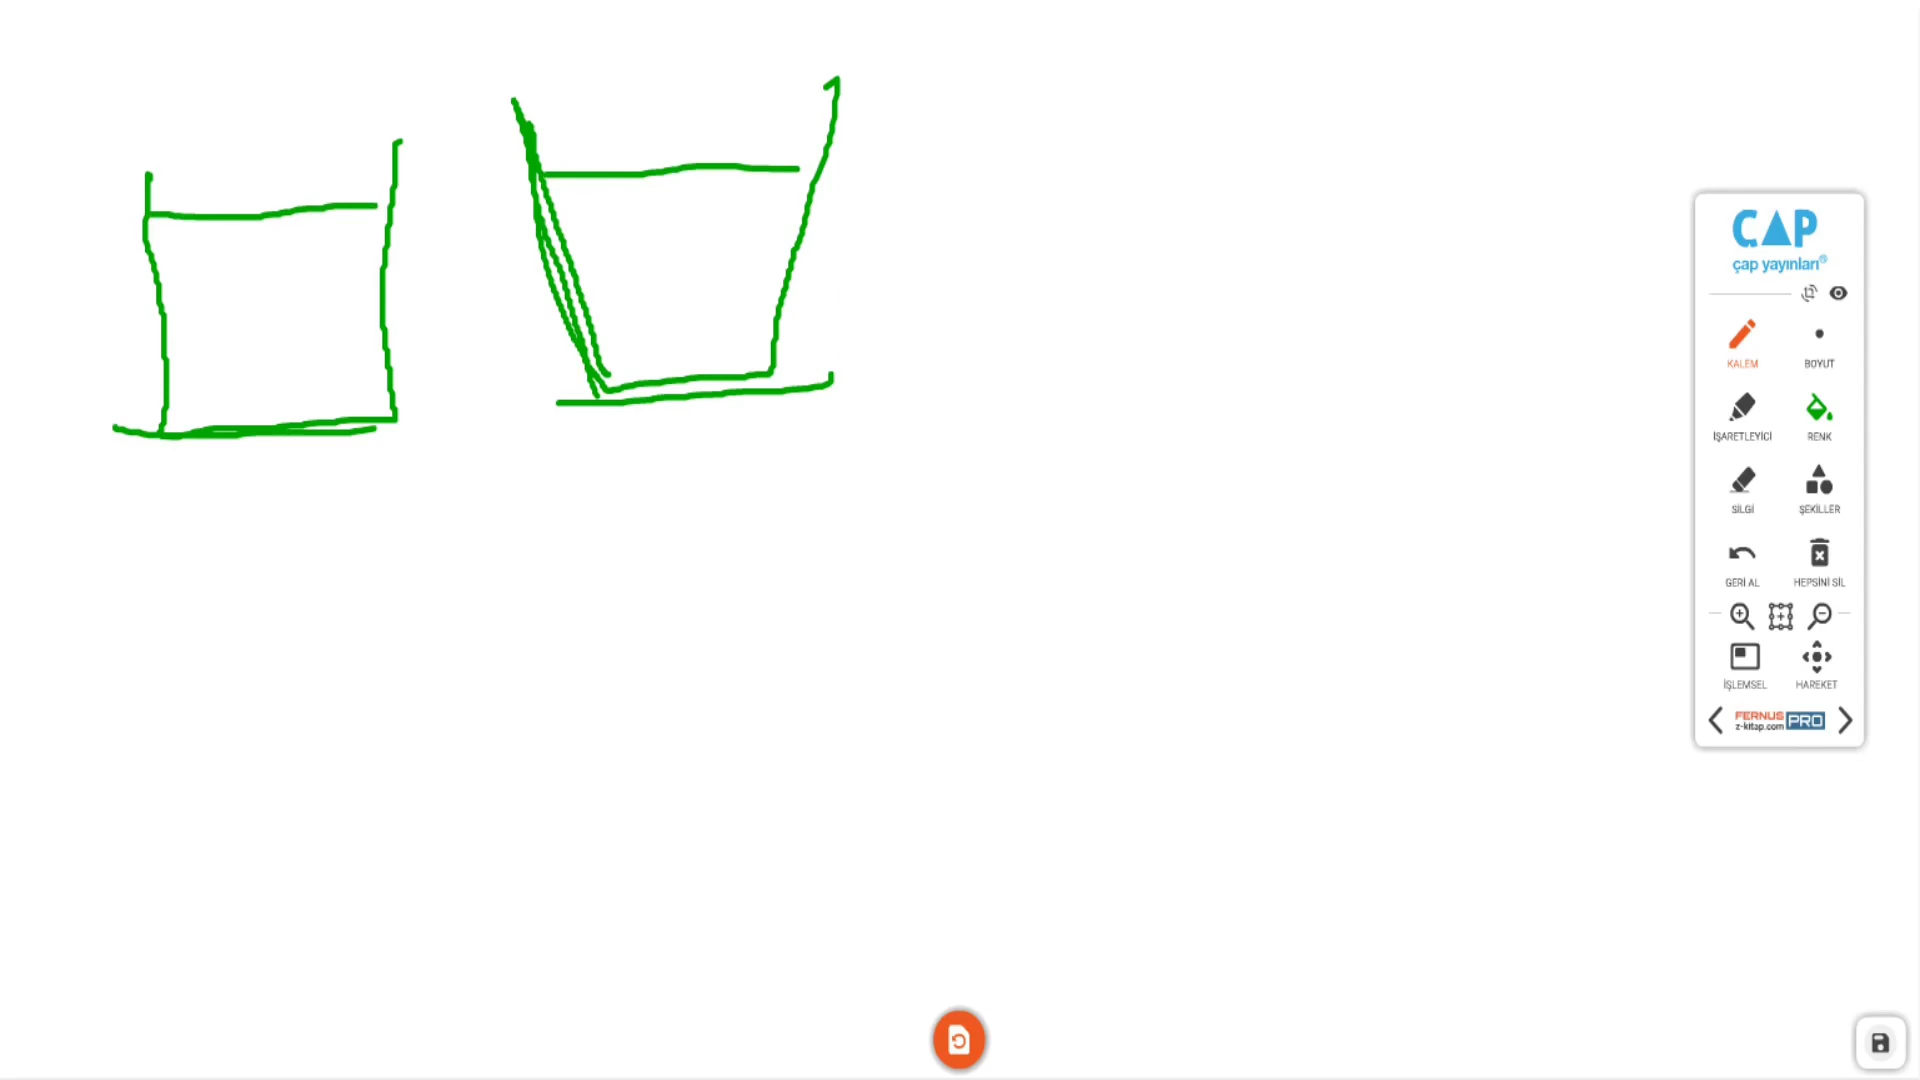 ÇAP
çap yayınları®
KALEM
BOYUT
İŞARETLEYİCİ
RENK
SİLGİ
ŞEKİLLER
GERİ AL
HEPSİNİ SİL
İŞLEMSEL
HAREKET
FERNUS
z-kitap.com
PRO